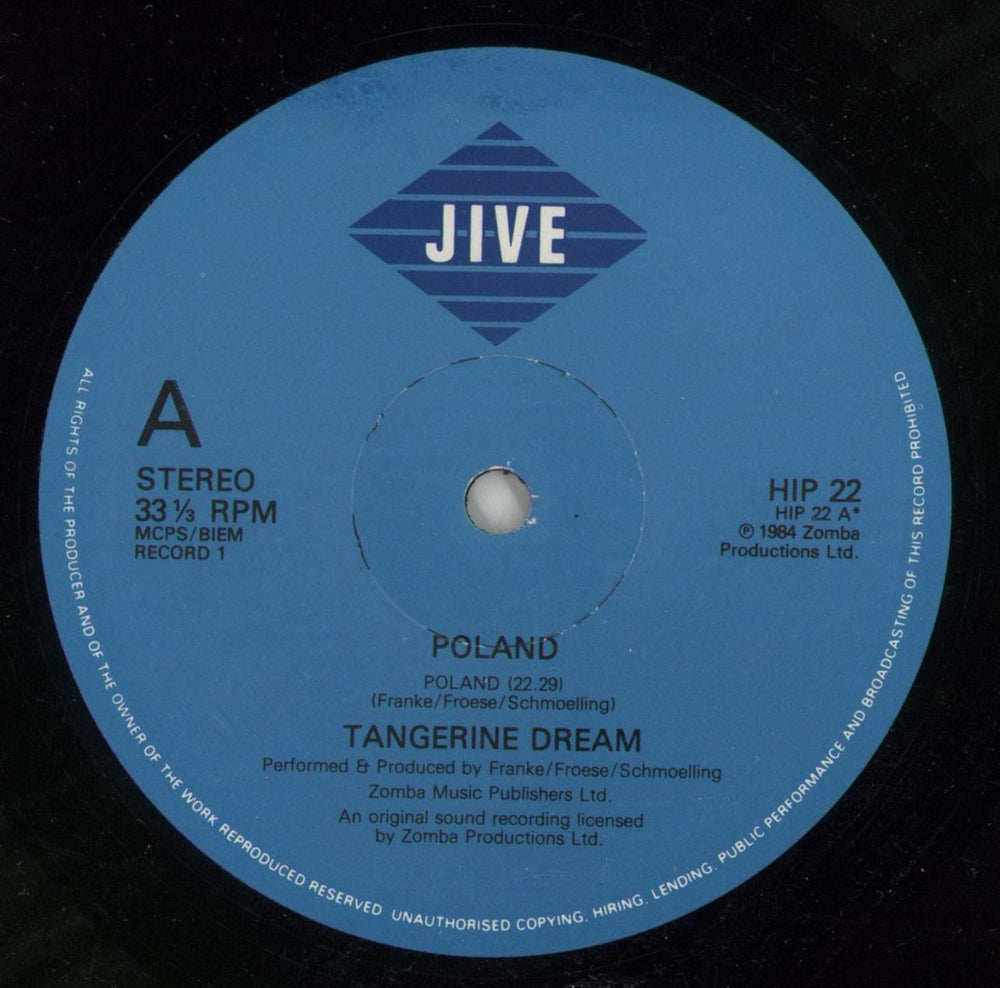 JIVE
A
STEREO
33⅓ RPM
MCPS/BIEM
RECORD 1
HIP 22
HIP 22 A*
℗ 1984 Zomba
Productions Ltd.
POLAND
POLAND (22.29)
(Franke/Froese/Schmoelling)
TANGERINE DREAM
Performed & Produced by Franke/Froese/Schmoelling
Zomba Music Publishers Ltd.
An original sound recording licensed
by Zomba Productions Ltd.
ALL RIGHTS OF THE PRODUCER AND OF THE OWNER OF THE WORK REPRODUCED RESERVED UNAUTHORISED COPYING. HIRING. LENDING. PUBLIC PERFORMANCE AND BROADCASTING OF THIS RECORD PROHIBITED